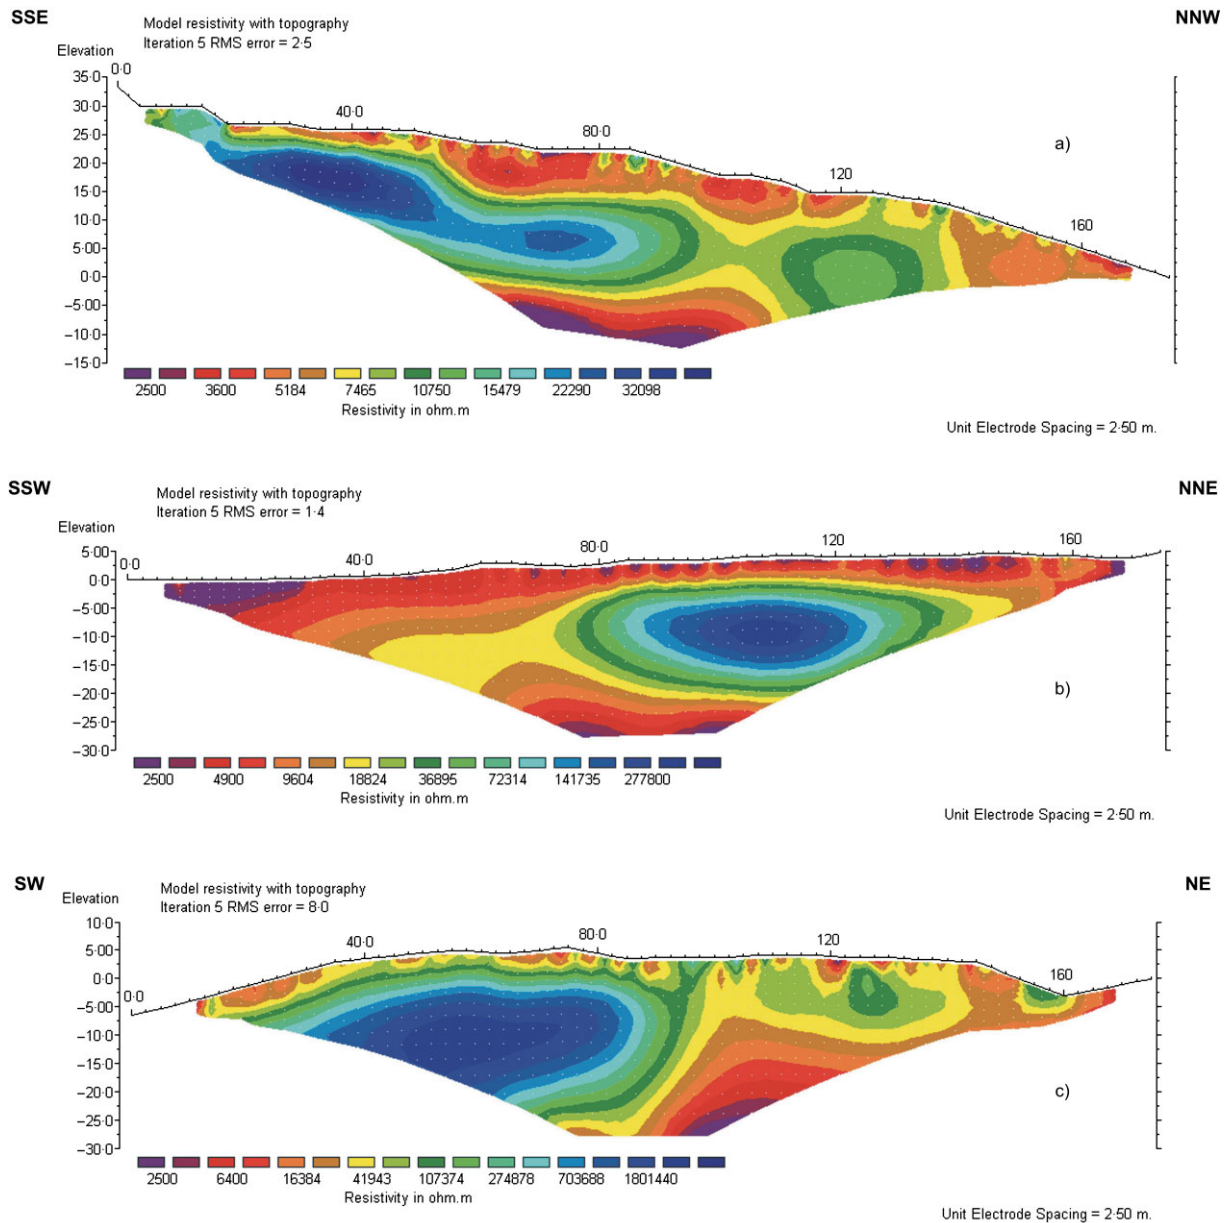 SSE
NNW
Model resistivity with topography
Iteration 5 RMS error = 2·5
Elevation
0·0
35·0
30·0
40·0
25·0
80·0
a)
20·0
120
15·0
10·0
160
5·00
0·0
−5·00
−10·0
−15·0
2500 3600 5184 7465 10750 15479 22290 32098
Resistivity in ohm.m
Unit Electrode Spacing = 2·50 m.
SSW
NNE
Model resistivity with topography
Iteration 5 RMS error = 1·4
Elevation
5·00
0·0 40·0 80·0 120 160
0·0
−5·00
−10·0
−15·0
−20·0
b)
−25·0
−30·0
2500 4900 9604 18824 36895 72314 141735 277800
Resistivity in ohm.m
Unit Electrode Spacing = 2·50 m.
SW
NE
Model resistivity with topography
Iteration 5 RMS error = 8·0
Elevation
10·0
40·0 80·0 120
5·00
0·0
160
0·0
−5·00
−10·0
−15·0
−20·0
c)
−25·0
−30·0
2500 6400 16384 41943 107374 274878 703688 1801440
Resistivity in ohm.m
Unit Electrode Spacing = 2·50 m.